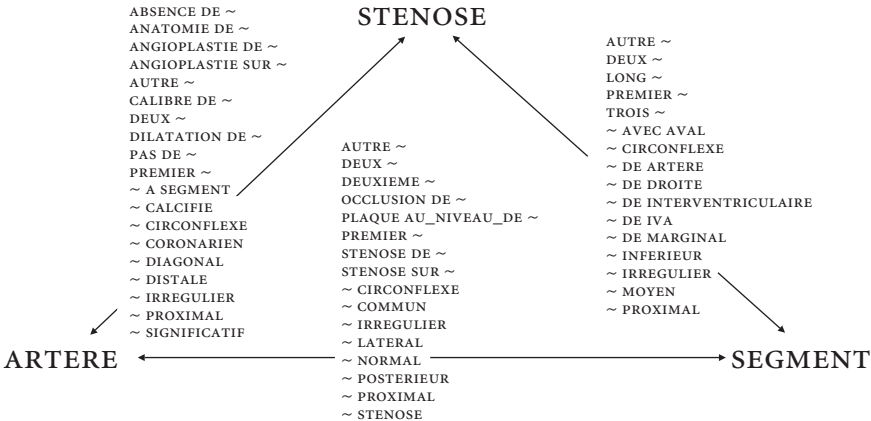 STENOSE
ABSENCE DE ~
ANATOMIE DE ~
ANGIOPLASTIE DE ~
ANGIOPLASTIE SUR ~
AUTRE ~
CALIBRE DE ~
DEUX ~
DILATATION DE ~
PAS DE ~
PREMIER ~
~ A SEGMENT
~ CALCIFIE
~ CIRCONFLEXE
~ CORONARIEN
~ DIAGONAL
~ DISTALE
~ IRREGULIER
~ PROXIMAL
~ SIGNIFICATIF
AUTRE ~
DEUX ~
DEUXIEME ~
OCCLUSION DE ~
PLAQUE AU_NIVEAU_DE ~
PREMIER ~
STENOSE DE ~
STENOSE SUR ~
~ CIRCONFLEXE
~ COMMUN
~ IRREGULIER
~ LATERAL
~ NORMAL
~ POSTERIEUR
~ PROXIMAL
~ STENOSE
AUTRE ~
DEUX ~
LONG ~
PREMIER ~
TROIS ~
~ AVEC AVAL
~ CIRCONFLEXE
~ DE ARTERE
~ DE DROITE
~ DE INTERVENTRICULAIRE
~ DE IVA
~ DE MARGINAL
~ INFERIEUR
~ IRREGULIER
~ MOYEN
~ PROXIMAL
ARTERE
SEGMENT